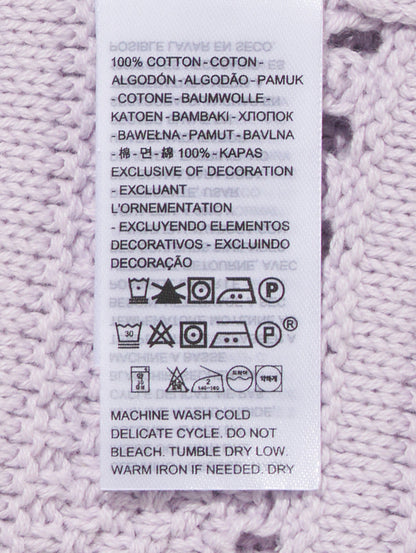 100% COTTON - COTON -
ALGODÓN - ALGODÃO - PAMUK
- COTONE - BAUMWOLLE -
KATOEN - BAMBAKI - ХЛОПОК
- BAWEŁNA - PAMUT - BAVLNA
- 棉 - 면 - 綿 100% - KAPAS
EXCLUSIVE OF DECORATION
- EXCLUANT
L'ORNEMENTATION
- EXCLUYENDO ELEMENTOS
DECORATIVOS - EXCLUINDO
DECORAÇÃO
P
30 P ®
MACHINE WASH COLD
DELICATE CYCLE. DO NOT
BLEACH. TUMBLE DRY LOW.
WARM IRON IF NEEDED. DRY